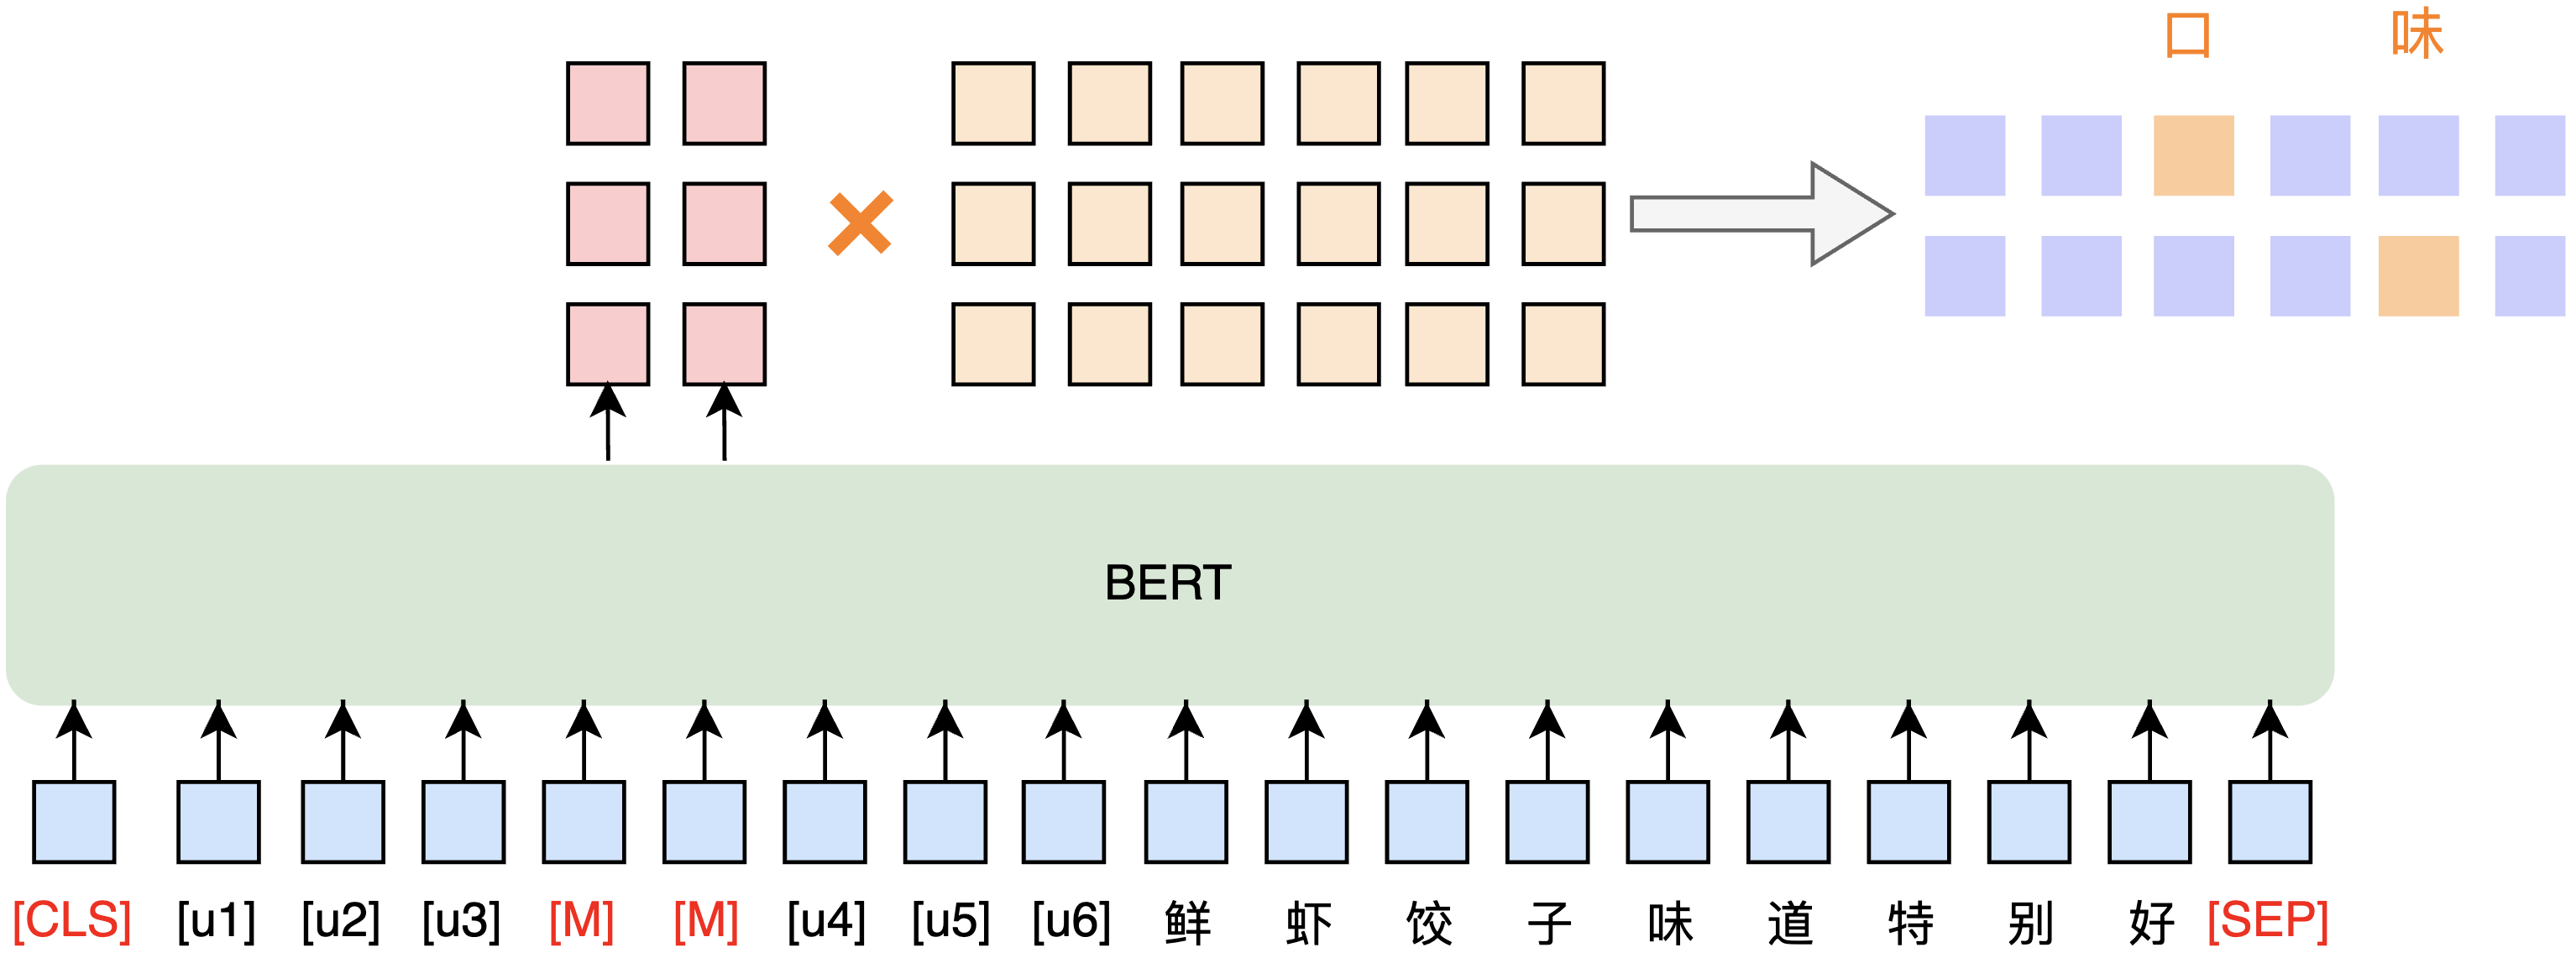 口 味
BERT
[CLS] [u1] [u2] [u3] [M] [M] [u4] [u5] [u6] 鲜 虾 饺 子 味 道 特 别 好 [SEP]